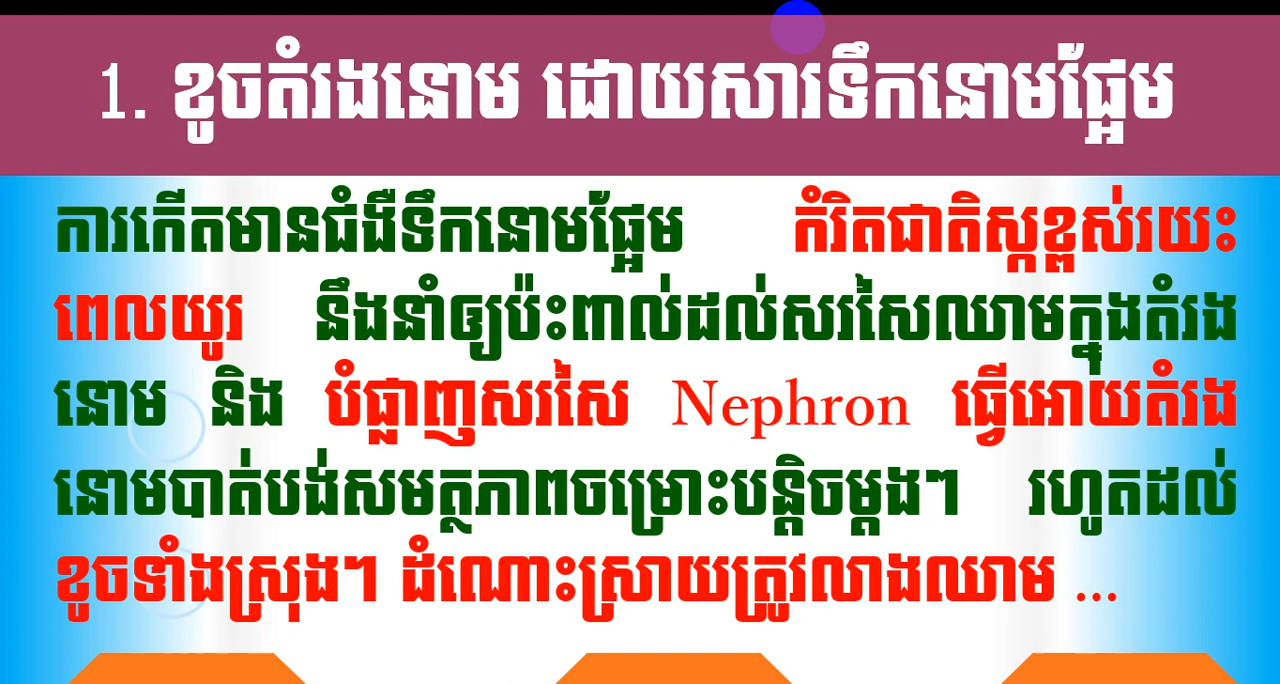 1. ខូចតំរងនោម ដោយសារទឹកនោមផ្អែម
ការកើតមានជំងឺទឹកនោមផ្អែម កំរិតជាតិស្ករខ្ពស់រយះ
ពេលយូរ នឹងនាំឲ្យប៉ះពាល់ដល់សរសៃឈាមក្នុងតំរង
នោម និង បំផ្លាញសរសៃ Nephron ធ្វើអោយតំរង
នោមបាត់បង់សមត្ថភាពចម្រោះបន្តិចម្តងៗ រហូតដល់
ខូចទាំងស្រុងៗ ដំណោះស្រាយត្រូវលាងឈាម ...